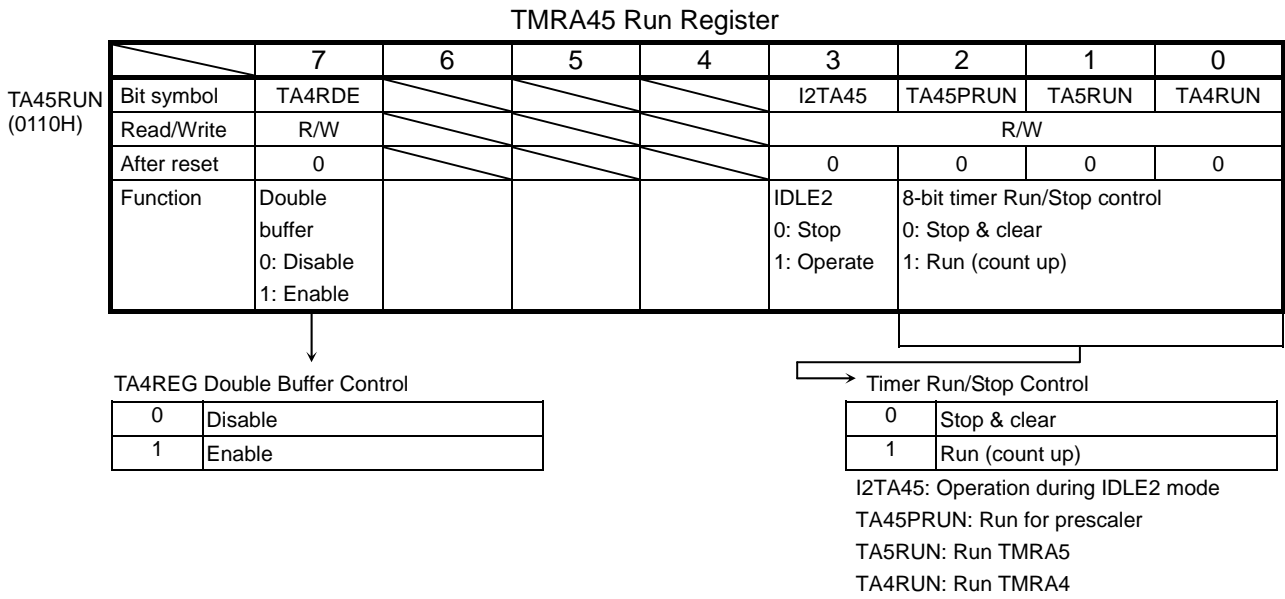 TMRA45 Run Register
7 6 5 4 3 2 1 0
TA45RUN
(0110H)
Bit symbol TA4RDE I2TA45 TA45PRUN TA5RUN TA4RUN
Read/Write R/W R/W
After reset 0 0 0 0 0
Function Double IDLE2 8-bit timer Run/Stop control
buffer 0: Stop 0: Stop & clear
0: Disable 1: Operate 1: Run (count up)
1: Enable
TA4REG Double Buffer Control
0 Disable
1 Enable
Timer Run/Stop Control
0 Stop & clear
1 Run (count up)
I2TA45: Operation during IDLE2 mode
TA45PRUN: Run for prescaler
TA5RUN: Run TMRA5
TA4RUN: Run TMRA4